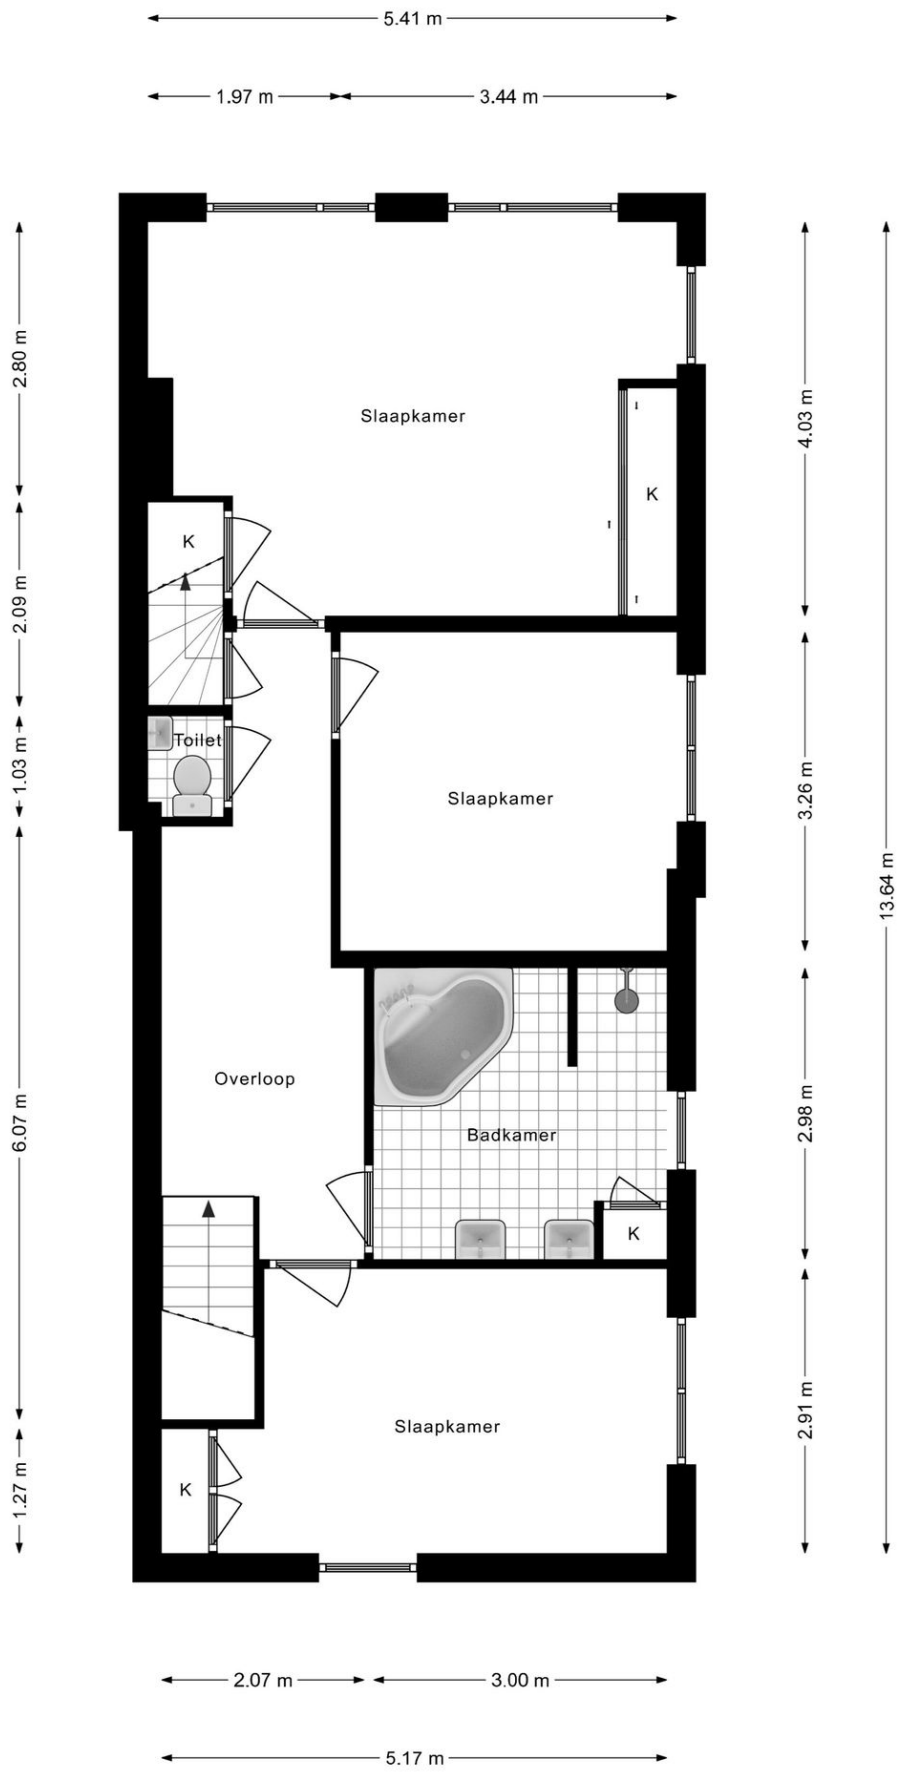 5.41 m
1.97 m
3.44 m
2.80 m
4.03 m
Slaapkamer
K
K
2.09 m
Toilet
1.03 m
Slaapkamer
3.26 m
13.64 m
Overloop
6.07 m
Badkamer
2.98 m
K
Slaapkamer
2.91 m
K
1.27 m
2.07 m
3.00 m
5.17 m